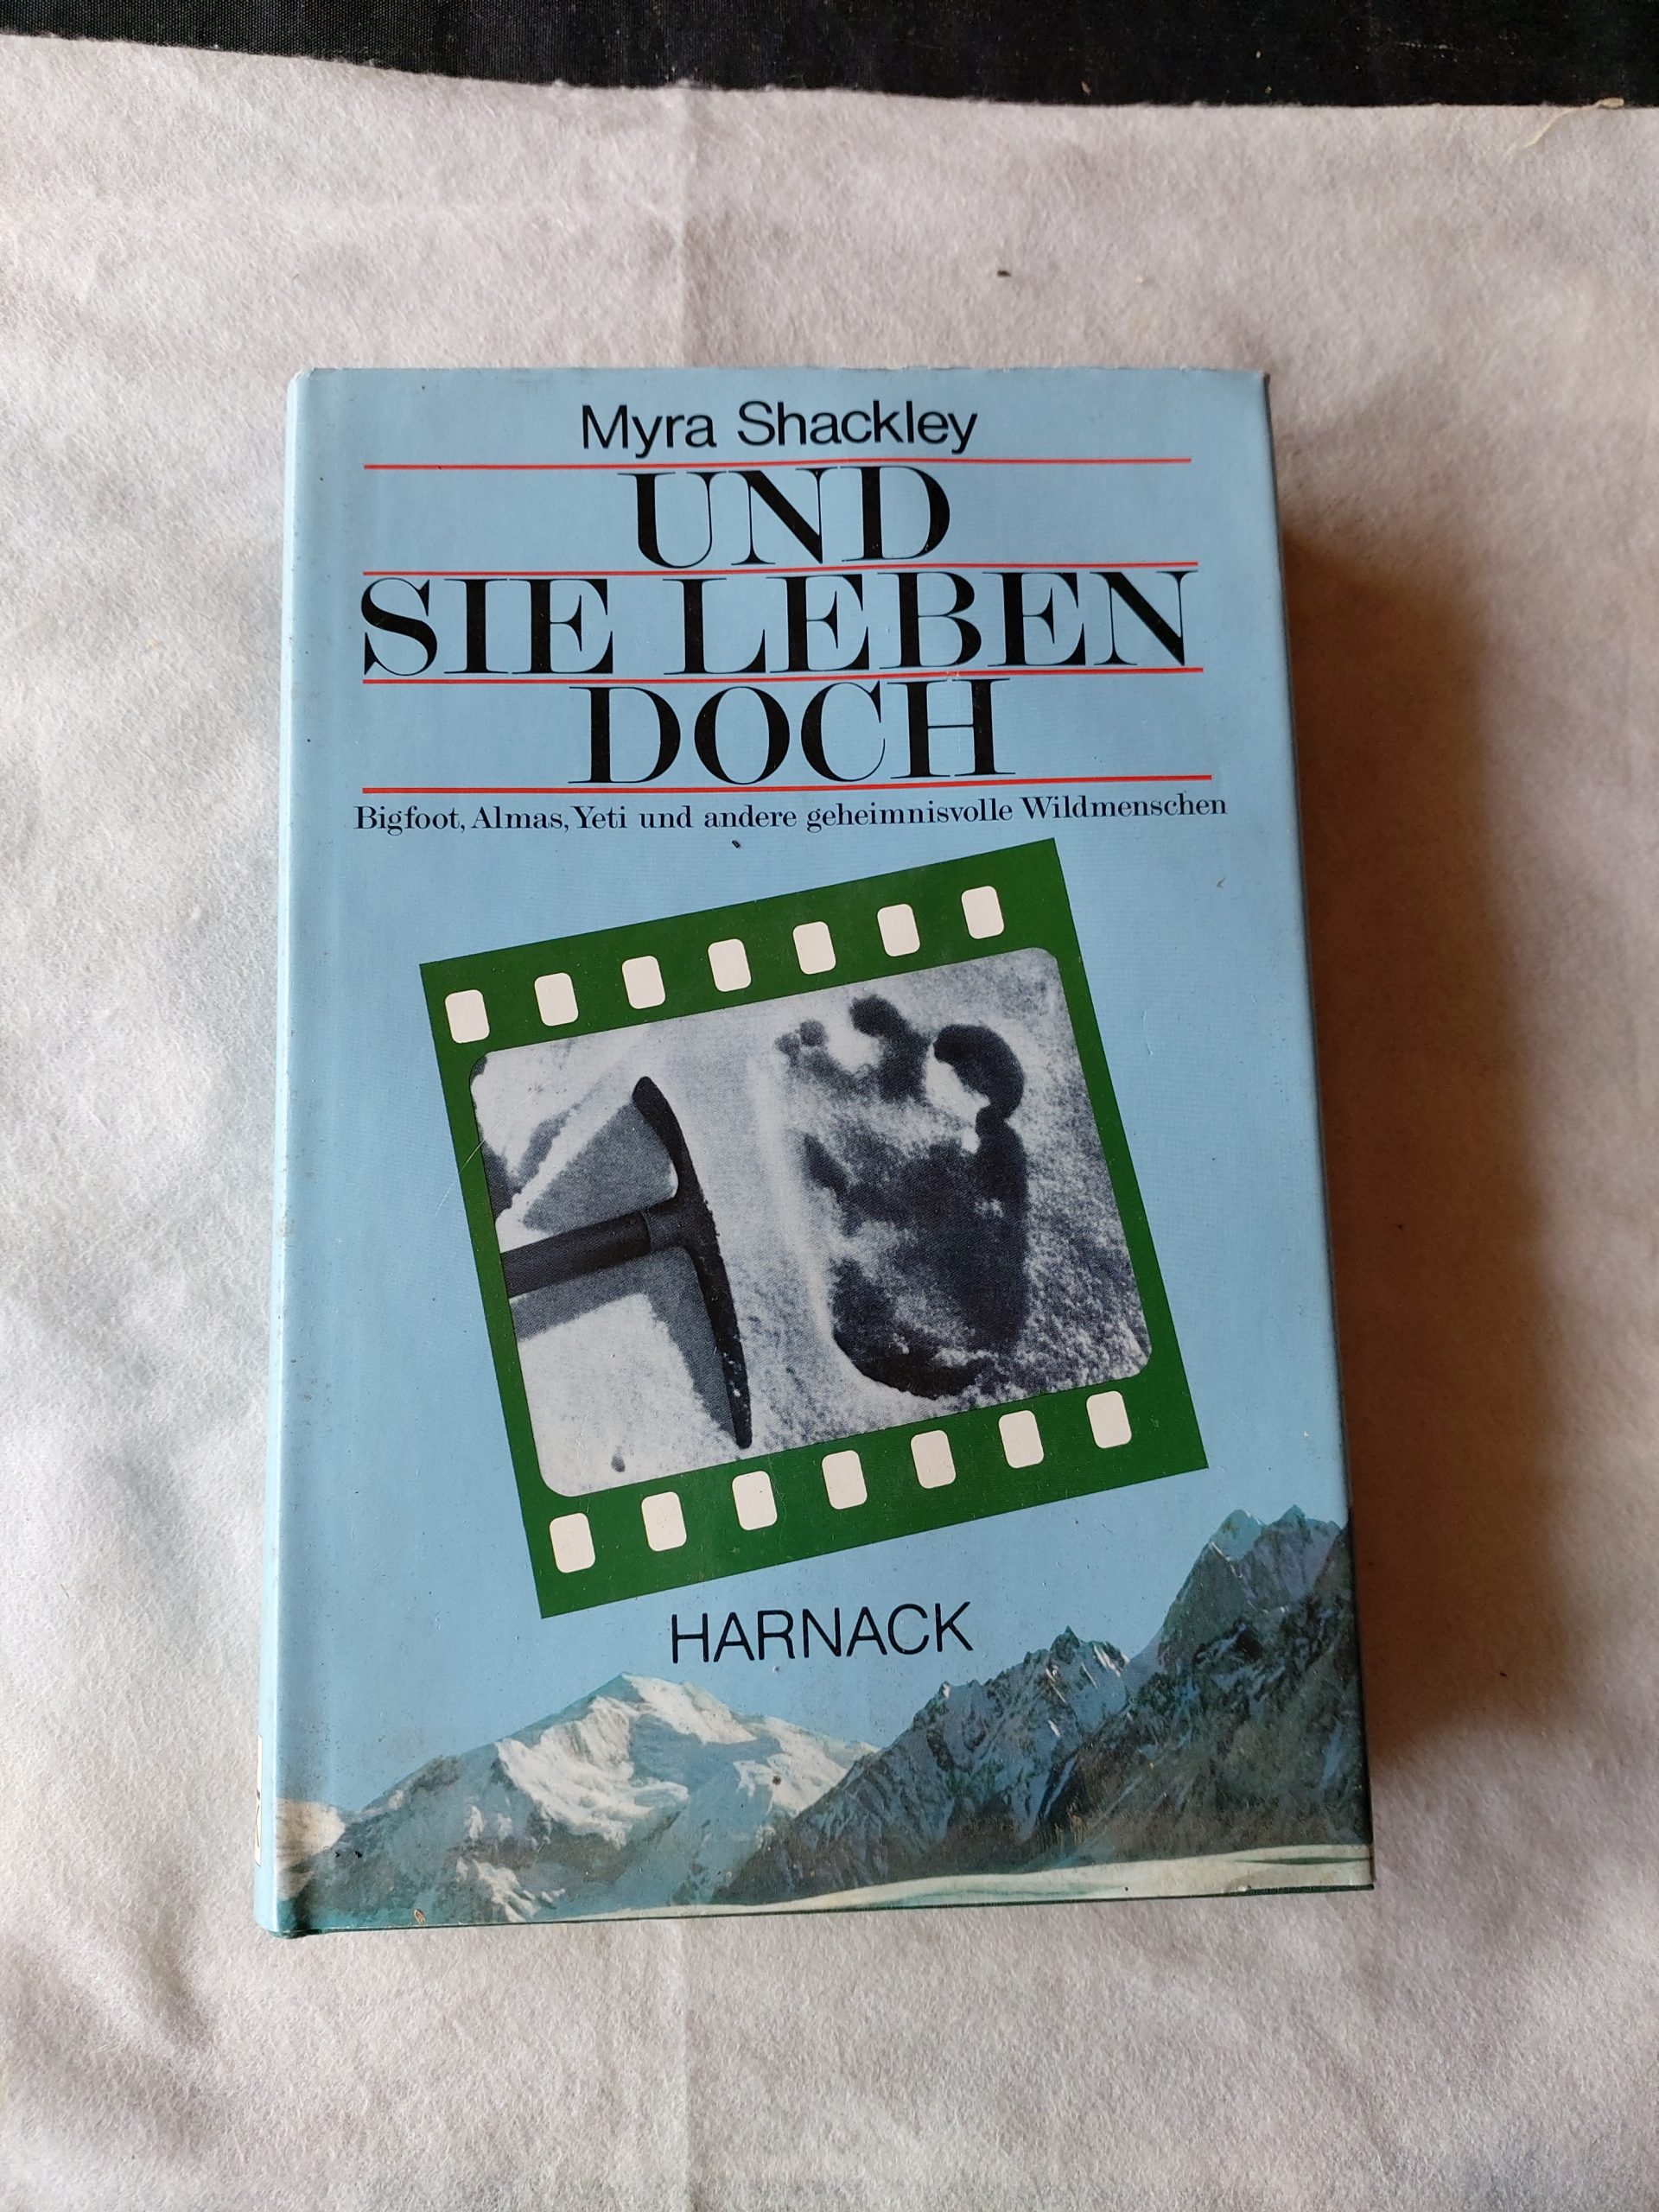 Myra Shackley
UND
SIE LEBEN
DOCH
Bigfoot, Almas, Yeti und andere geheimnisvolle Wildmenschen
HARNACK